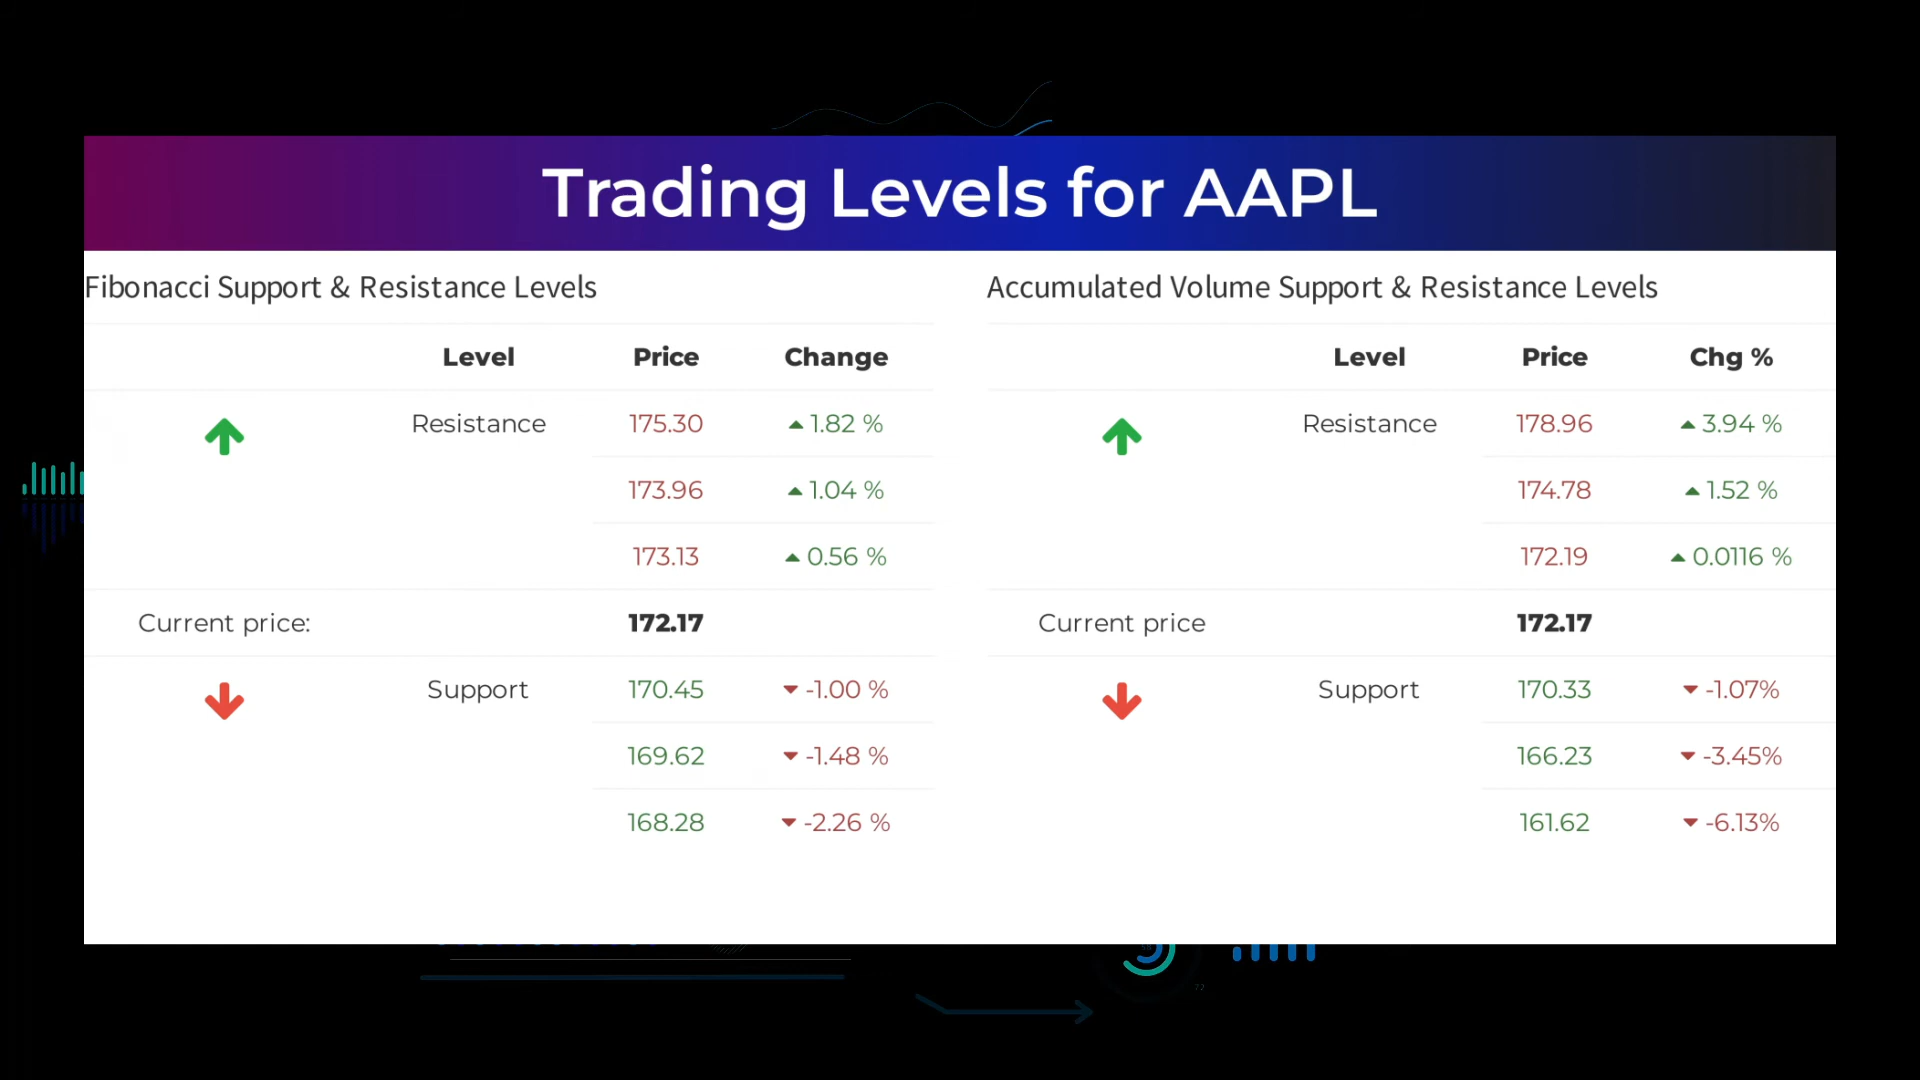 Trading Levels for AAPL
Fibonacci Support & Resistance Levels
Level Price Change
Resistance 175.30 1.82 %
173.96 1.04 %
173.13 0.56 %
Current price: 172.17
Support 170.45 -1.00 %
169.62 -1.48 %
168.28 -2.26 %
Accumulated Volume Support & Resistance Levels
Level Price Chg %
Resistance 178.96 3.94 %
174.78 1.52 %
172.19 0.0116 %
Current price 172.17
Support 170.33 -1.07%
166.23 -3.45%
161.62 -6.13%